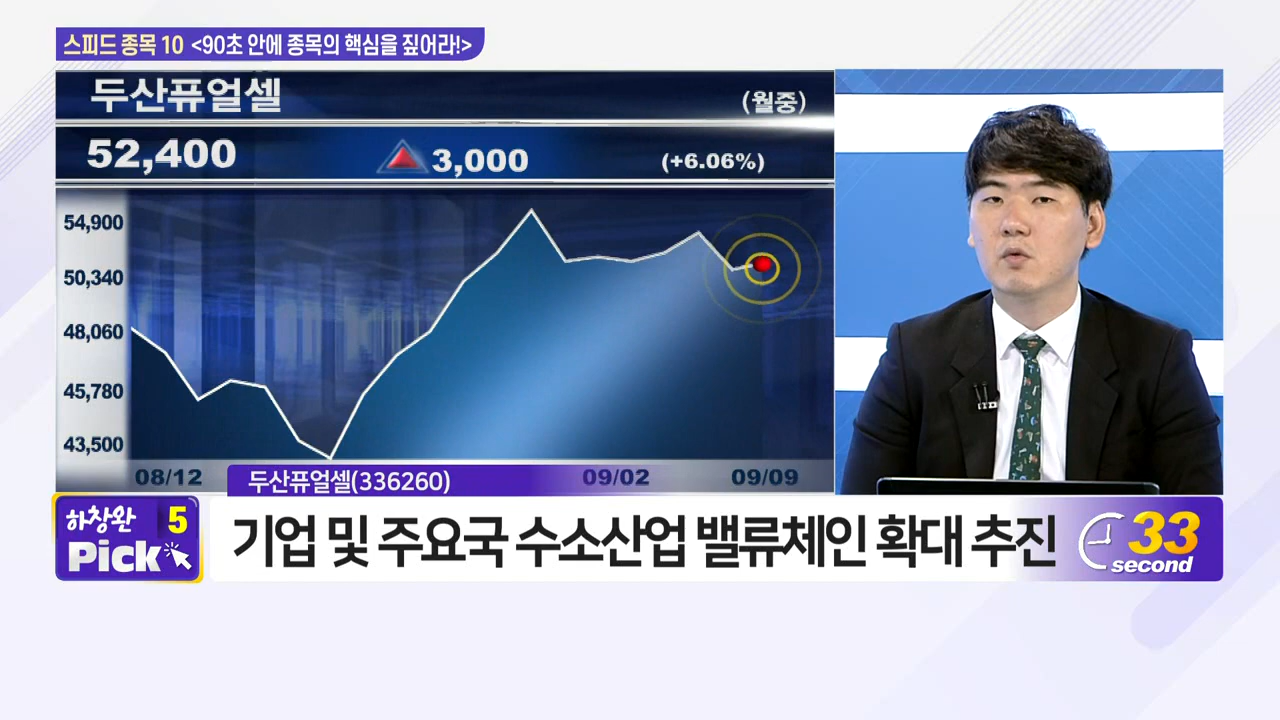 스피드 종목 10 <90초 안에 종목의 핵심을 짚어라!>
두산퓨얼셀
(월중)
52,400
3,000
(+6.06%)
54,900
50,340
48,060
45,780
43,500
08/12
09/02
09/09
두산퓨얼셀(336260)
하창완 5
Pick
기업 및 주요국 수소산업 밸류체인 확대 추진
33
second